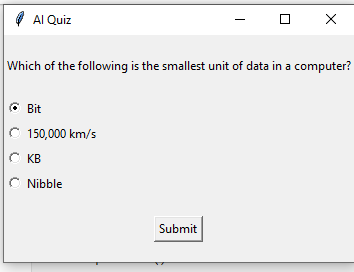 AI Quiz
Which of the following is the smallest unit of data in a computer?
Bit
150,000 km/s
KB
Nibble
Submit